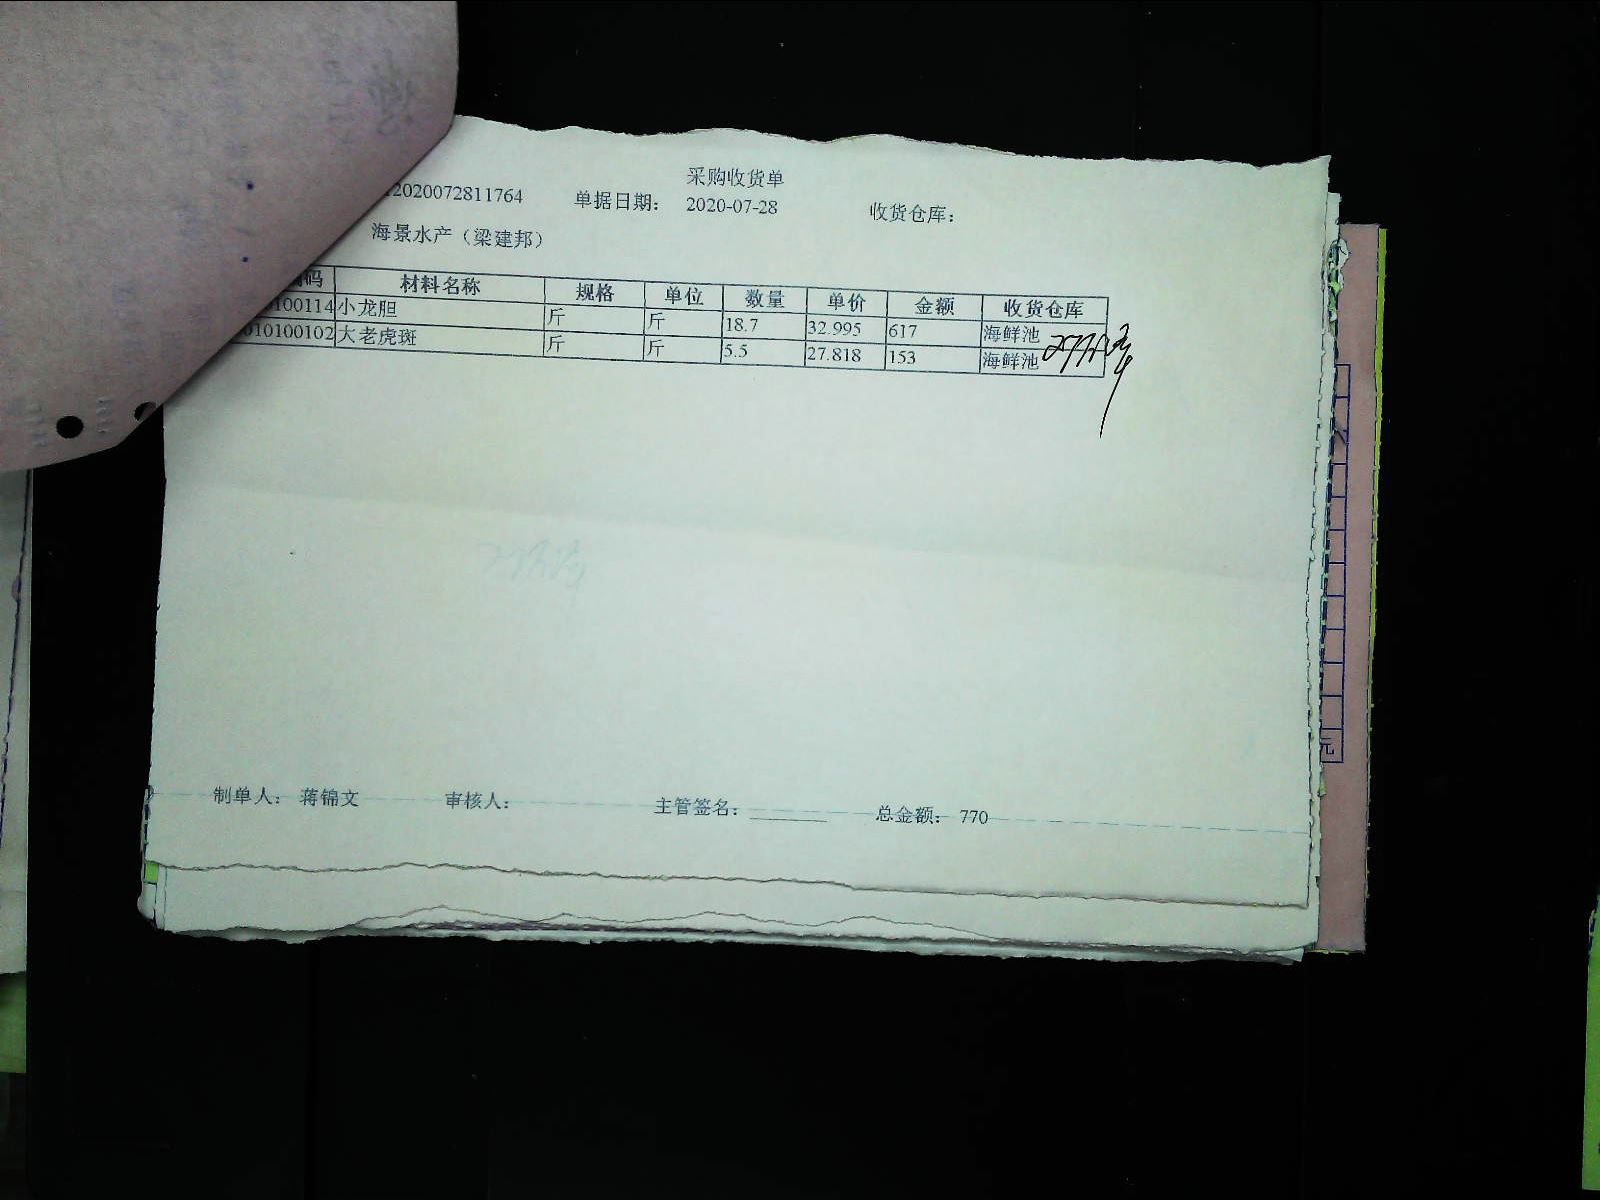 采购收货单
2020072811764 单据日期： 2020-07-28 收货仓库：
海景水产（梁建邦）
码 材料名称 规格 单位 数量 单价 金额 收货仓库
100114 小龙胆 斤 斤 18.7 32.995 617 海鲜池
010100102 大老虎斑 斤 斤 5.5 27.818 153 海鲜池
制单人： 蒋锦文 审核人： 主管签名： 总金额： 770
元